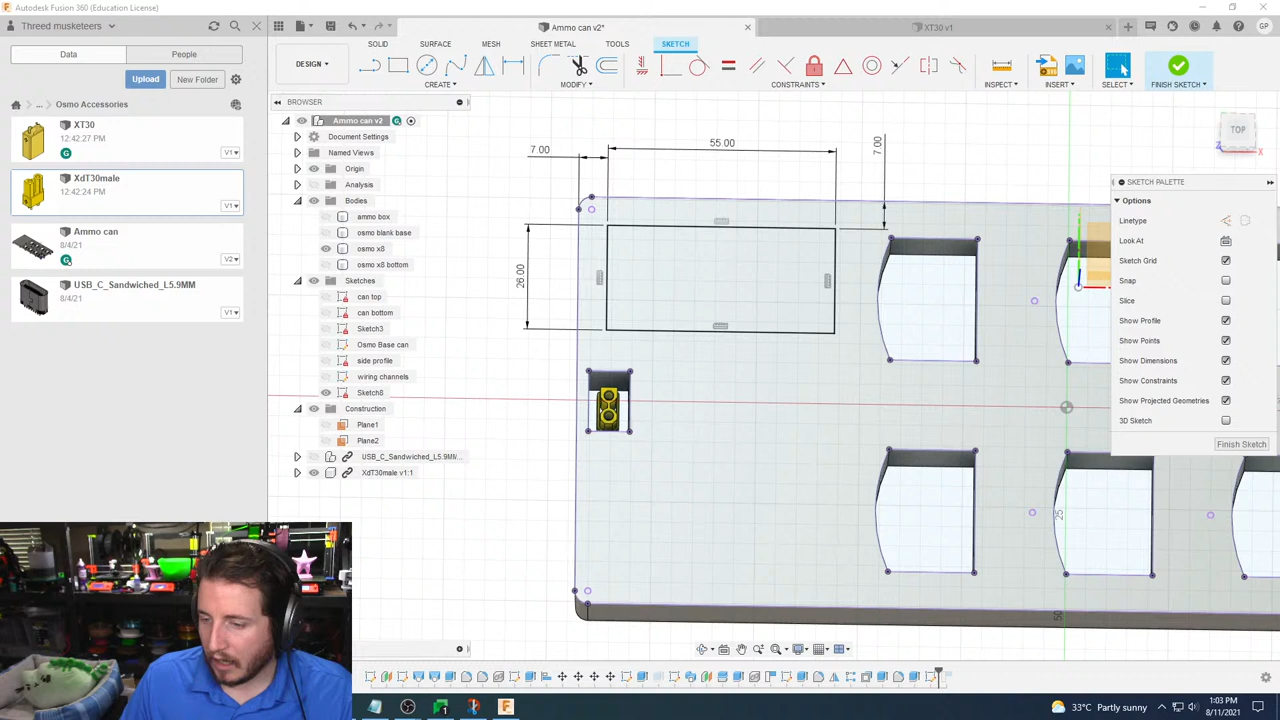 Autodesk Fusion 360 (Education License)
Threed musketeers
Ammo can v2*
XT30 v1
GP
Data
People
Upload
New Folder
... Osmo Accessories
XT30
12:42:27 PM
V1
XdT30male
12:42:24 PM
V1
Ammo can
8/4/21
V2
USB_C_Sandwiched_L5.9MM
8/4/21
V1
SOLID
SURFACE
MESH
SHEET METAL
TOOLS
SKETCH
DESIGN
CREATE
MODIFY
CONSTRAINTS
INSPECT
INSERT
SELECT
FINISH SKETCH
BROWSER
Ammo can v2
Document Settings
Named Views
Origin
Analysis
Bodies
ammo box
osmo blank base
osmo x8
osmo x8 bottom
Sketches
can top
can bottom
Sketch3
Osmo Base can
side profile
wiring channels
Sketch8
Construction
Plane1
Plane2
USB_C_Sandwiched_L5.9MM...
XdT30male v1:1
7.00
55.00
7.00
26.00
25
50
TOP
Z
X
SKETCH PALETTE
Options
Linetype
Look At
Sketch Grid
Snap
Slice
Show Profile
Show Points
Show Dimensions
Show Constraints
Show Projected Geometries
3D Sketch
Finish Sketch
33°C Partly sunny
1:03 PM
8/11/2021